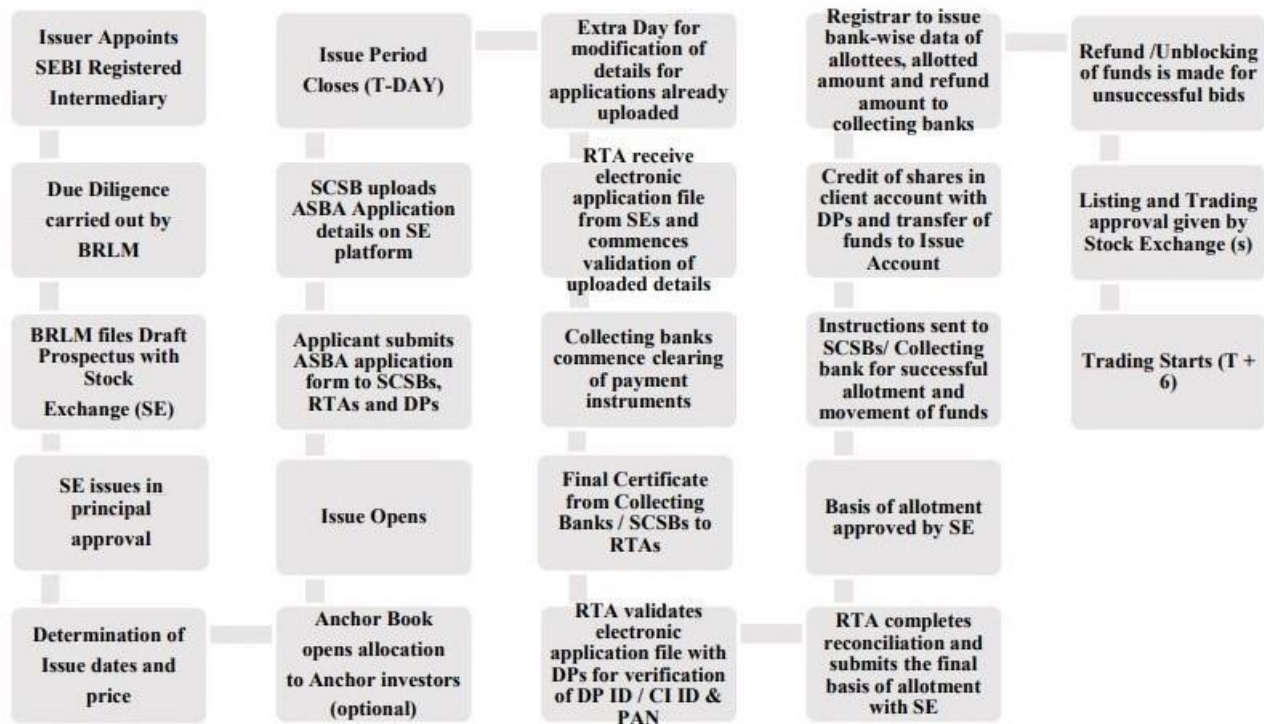 Issuer Appoints
SEBI Registered
Intermediary
Due Diligence
carried out by
BRLM
BRLM files Draft
Prospectus with
Stock
Exchange (SE)
SE issues in
principal
approval
Determination of
Issue dates and
price
Anchor Book
opens allocation
to Anchor investors
(optional)
Issue Opens
Applicant submits
ASBA application
form to SCSBs,
RTAs and DPs
SCSB uploads
ASBA Application
details on SE
platform
Issue Period
Closes (T-DAY)
Extra Day for
modification of
details for
applications already
uploaded
RTA receive
electronic
application file
from SEs and
commences
validation of
uploaded details
Collecting banks
commence clearing
of payment
instruments
Final Certificate
from Collecting
Banks / SCSBs to
RTAs
RTA validates
electronic
application file with
DPs for verification
of DP ID / CI ID &
PAN
RTA completes
reconciliation and
submits the final
basis of allotment
with SE
Basis of allotment
approved by SE
Instructions sent to
SCSBs/ Collecting
bank for successful
allotment and
movement of funds
Credit of shares in
client account with
DPs and transfer of
funds to Issue
Account
Registrar to issue
bank-wise data of
allottees, allotted
amount and refund
amount to
collecting banks
Refund /Unblocking
of funds is made for
unsuccessful bids
Listing and Trading
approval given by
Stock Exchange (s)
Trading Starts (T +
6)